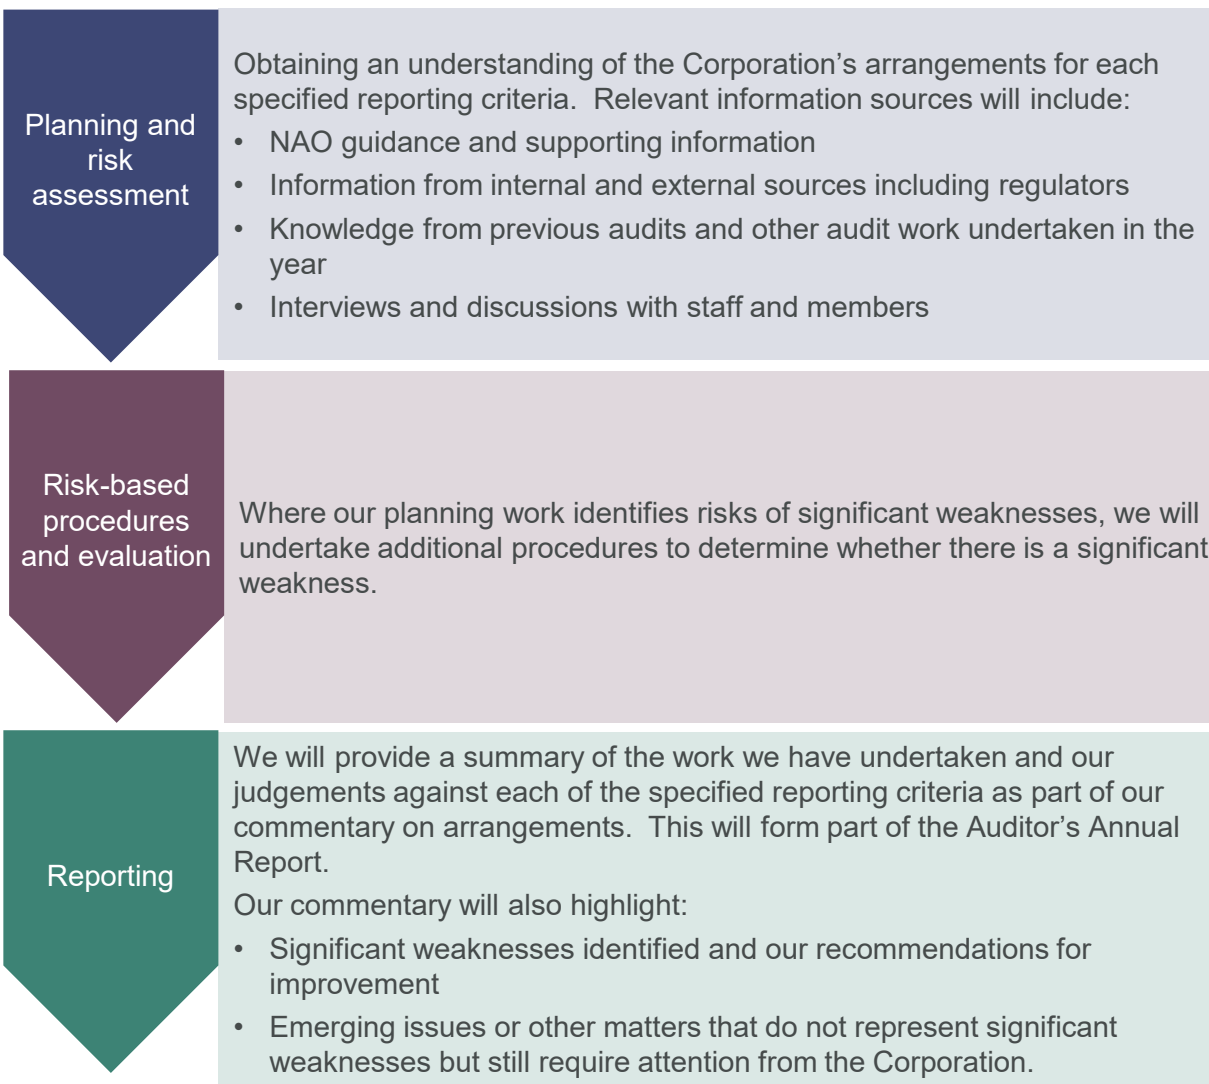 Planning and
risk
assessment
Obtaining an understanding of the Corporation’s arrangements for each
specified reporting criteria.  Relevant information sources will include:
• NAO guidance and supporting information
• Information from internal and external sources including regulators
• Knowledge from previous audits and other audit work undertaken in the
year
• Interviews and discussions with staff and members
Risk-based
procedures
and evaluation
Where our planning work identifies risks of significant weaknesses, we will
undertake additional procedures to determine whether there is a significant
weakness.
Reporting
We will provide a summary of the work we have undertaken and our
judgements against each of the specified reporting criteria as part of our
commentary on arrangements.  This will form part of the Auditor’s Annual
Report.
Our commentary will also highlight:
• Significant weaknesses identified and our recommendations for
improvement
• Emerging issues or other matters that do not represent significant
weaknesses but still require attention from the Corporation.